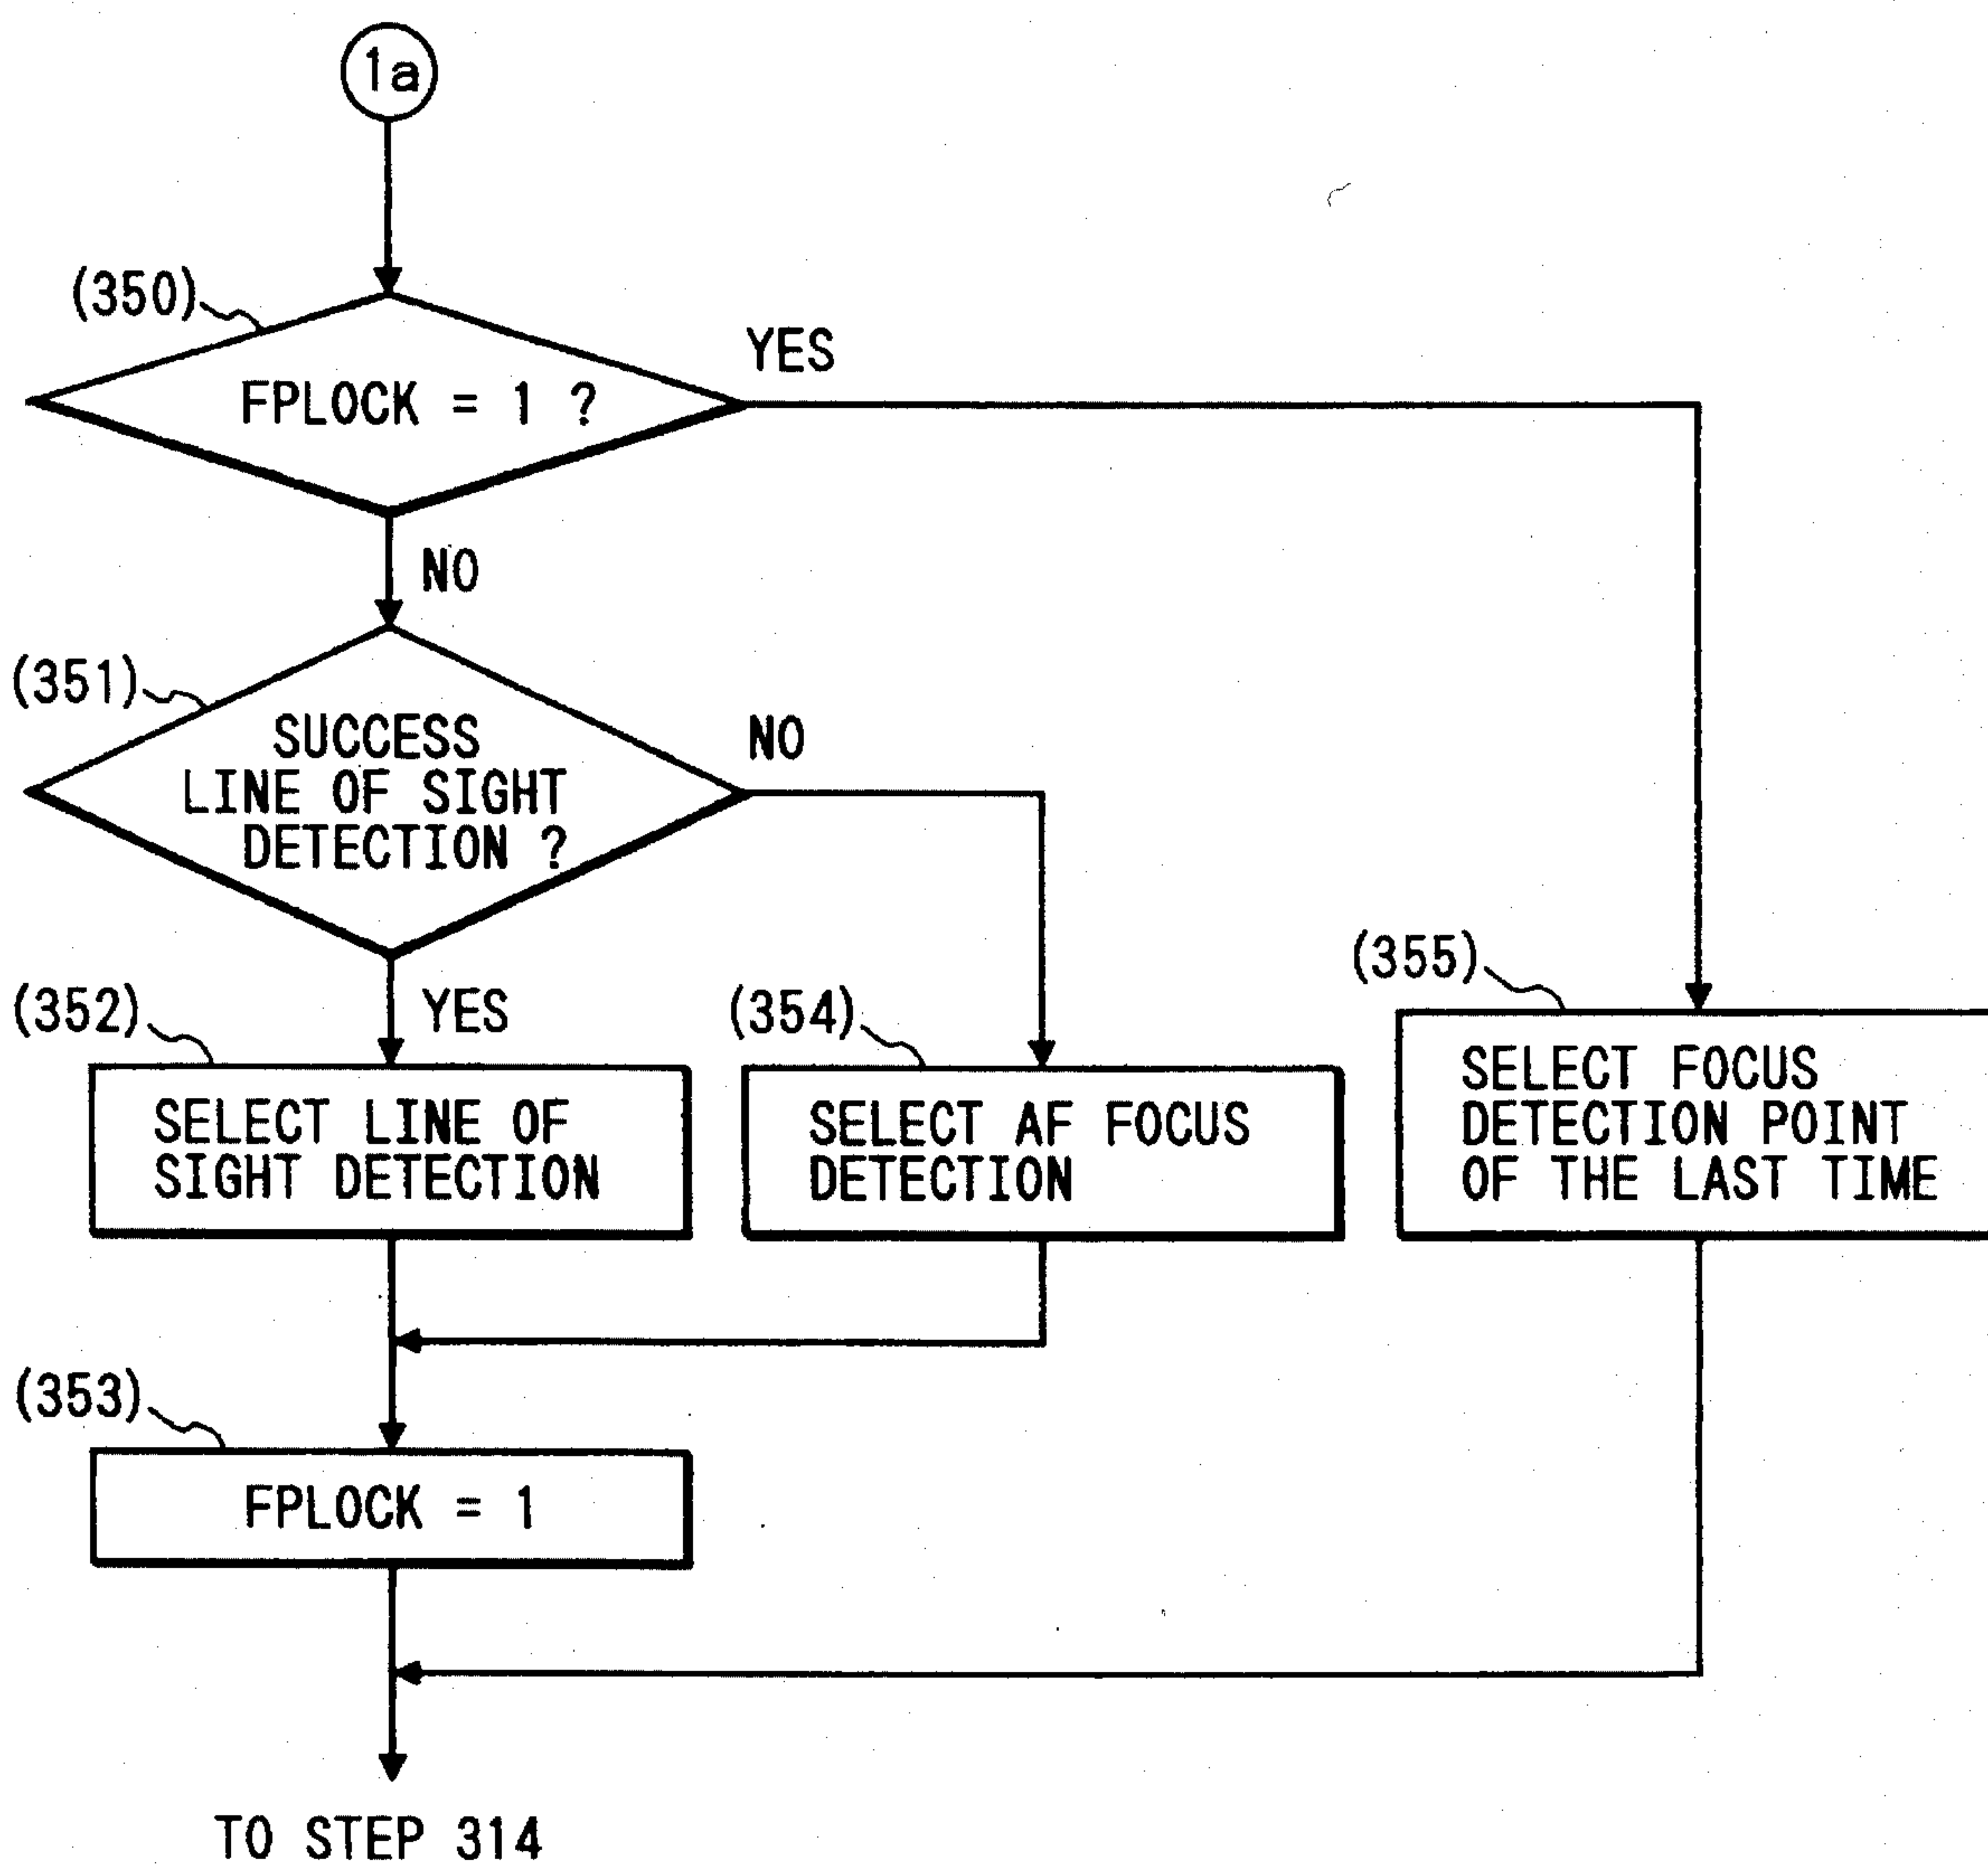 1a
(350)
FPLOCK = 1 ?
YES
NO
(351)
SUCCESS
LINE OF SIGHT
DETECTION ?
NO
YES
(352)
SELECT LINE OF
SIGHT DETECTION
(354)
SELECT AF FOCUS
DETECTION
(355)
SELECT FOCUS
DETECTION POINT
OF THE LAST TIME
(353)
FPLOCK = 1
TO STEP 314